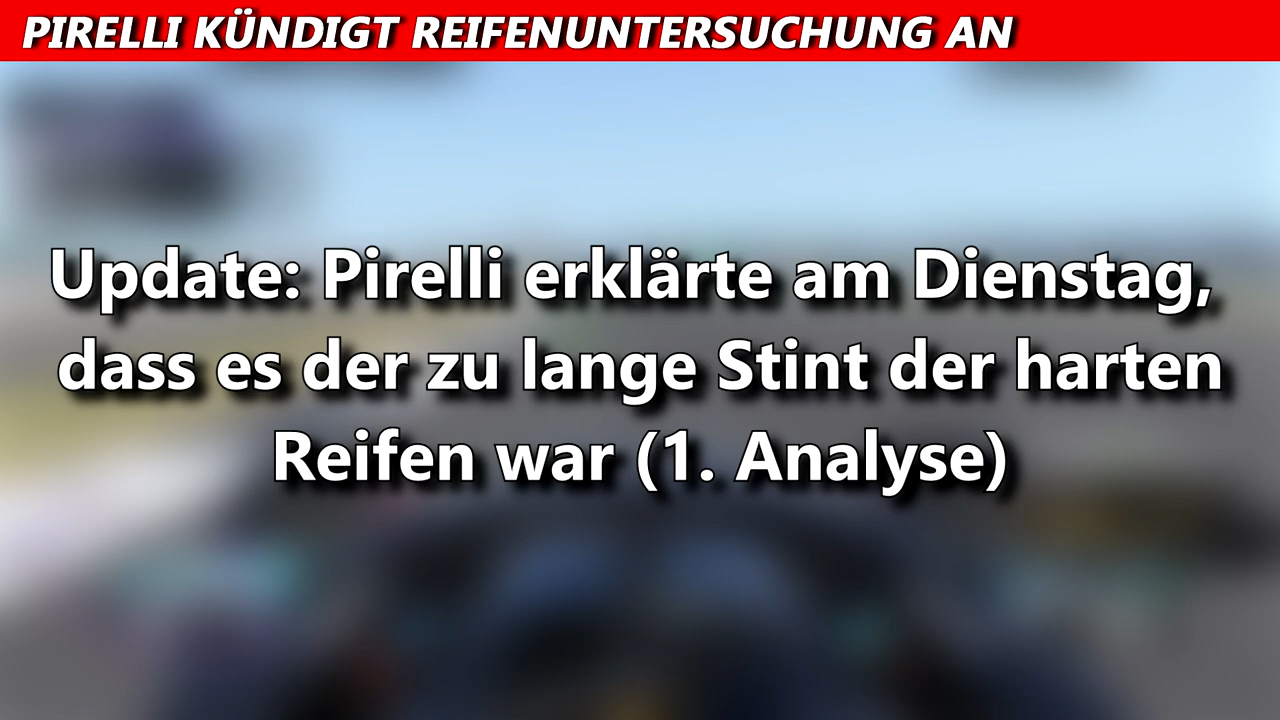 PIRELLI KÜNDIGT REIFENUNTERSUCHUNG AN
Update: Pirelli erklärte am Dienstag,
dass es der zu lange Stint der harten
Reifen war (1. Analyse)